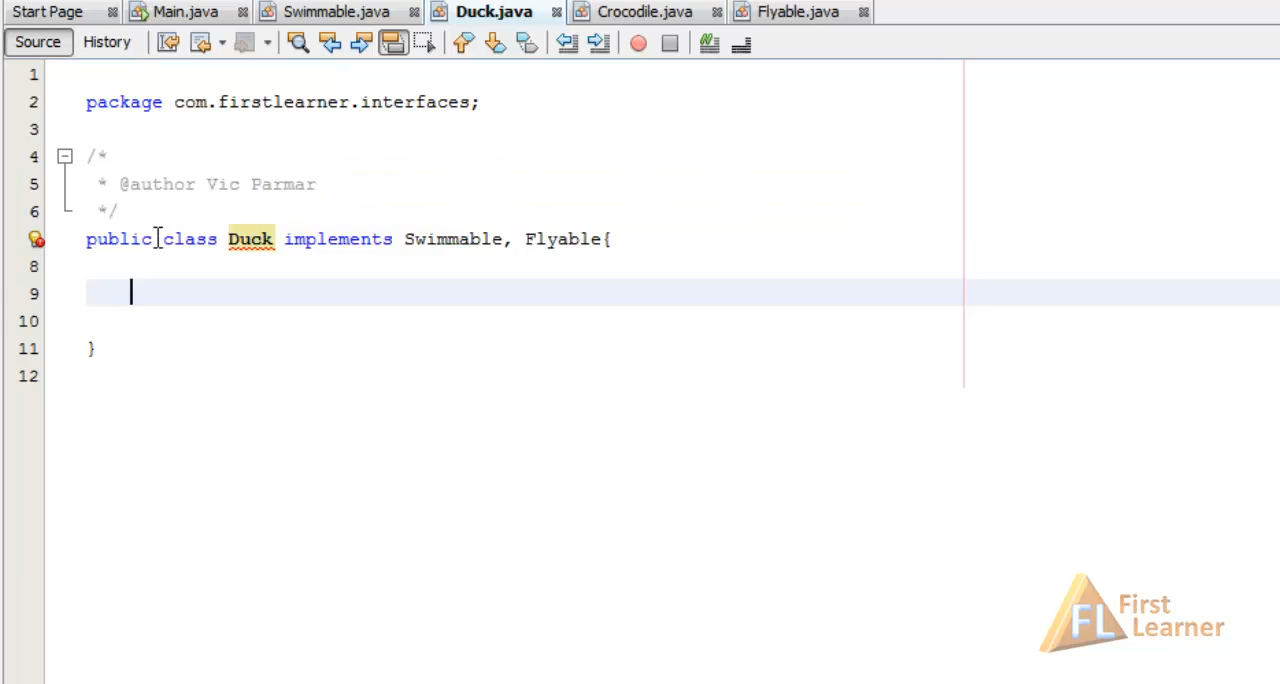 Start Page Main.java Swimmable.java Duck.java Crocodile.java Flyable.java
Source History
1
2 package com.firstlearner.interfaces;
3
4 /*
5 * @author Vic Parmar
6 */
public class Duck implements Swimmable, Flyable{
8
9
10
11 }
12
FL First
Learner